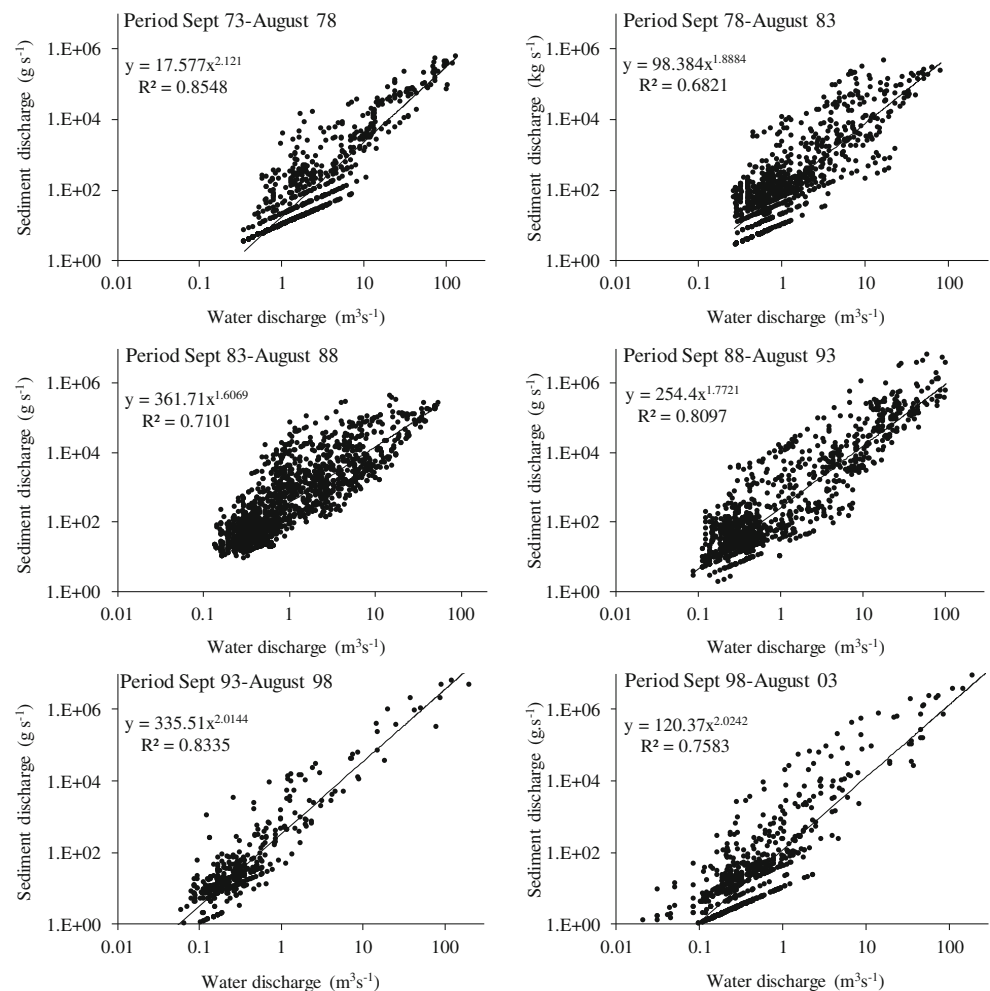 Period Sept 73-August 78
y = 17.577x^2.121
R² = 0.8548
Sediment discharge (g s⁻¹)
1.E+06
1.E+04
1.E+02
1.E+00
0.01 0.1 1 10 100
Water discharge (m³s⁻¹)
Period Sept 78-August 83
y = 98.384x^1.8884
R² = 0.6821
Sediment discharge (kg s⁻¹)
1.E+06
1.E+04
1.E+02
1.E+00
0.01 0.1 1 10 100
Water discharge (m³s⁻¹)
Period Sept 83-August 88
y = 361.71x^1.6069
R² = 0.7101
Sediment discharge (g s⁻¹)
1.E+06
1.E+04
1.E+02
1.E+00
0.01 0.1 1 10 100
Water discharge (m³s⁻¹)
Period Sept 88-August 93
y = 254.4x^1.7721
R² = 0.8097
Sediment discharge (g s⁻¹)
1.E+06
1.E+04
1.E+02
1.E+00
0.01 0.1 1 10 100
Water discharge (m³s⁻¹)
Period Sept 93-August 98
y = 335.51x^2.0144
R² = 0.8335
Sediment discharge (g s⁻¹)
1.E+06
1.E+04
1.E+02
1.E+00
0.01 0.1 1 10 100
Water discharge (m³s⁻¹)
Period Sept 98-August 03
y = 120.37x^2.0242
R² = 0.7583
Sediment discharge (g.s⁻¹)
1.E+06
1.E+04
1.E+02
1.E+00
0.01 0.1 1 10 100
Water discharge (m³s⁻¹)